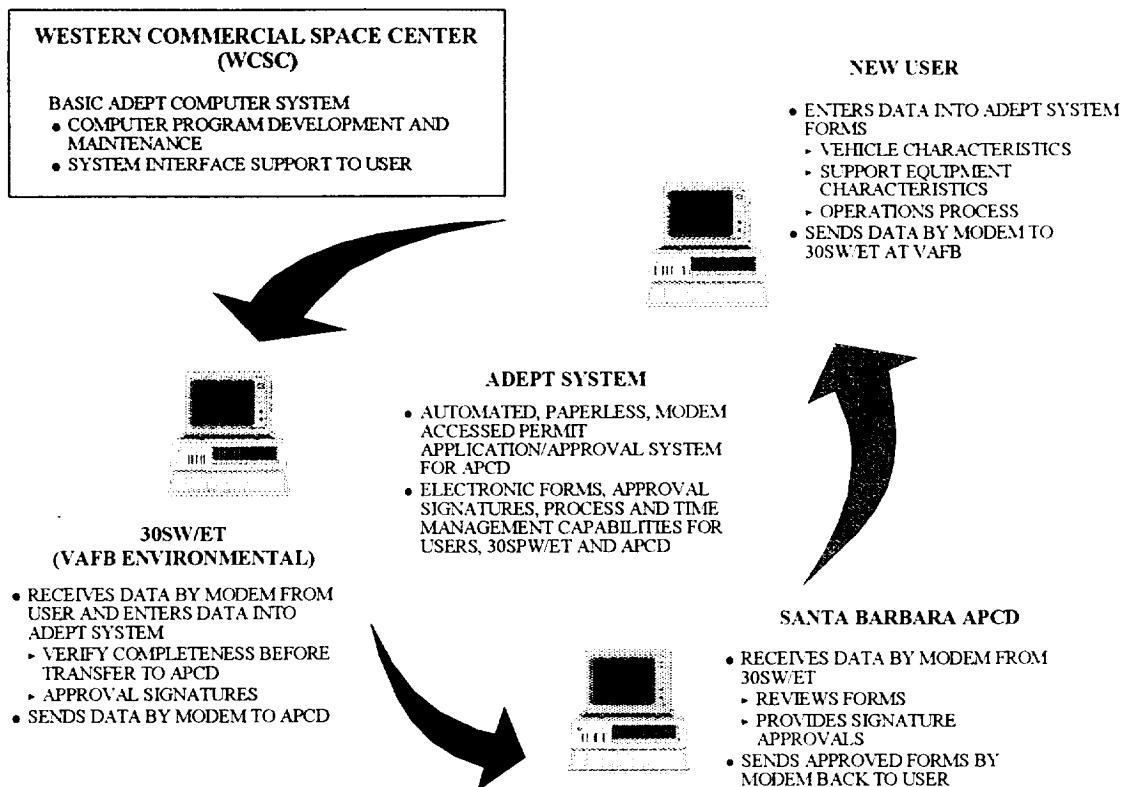 WESTERN COMMERCIAL SPACE CENTER
(WCSC)
BASIC ADEPT COMPUTER SYSTEM
• COMPUTER PROGRAM DEVELOPMENT AND
MAINTENANCE
• SYSTEM INTERFACE SUPPORT TO USER
NEW USER
• ENTERS DATA INTO ADEPT SYSTEM
FORMS
▸ VEHICLE CHARACTERISTICS
▸ SUPPORT EQUIPMENT
CHARACTERISTICS
▸ OPERATIONS PROCESS
• SENDS DATA BY MODEM TO
30SW/ET AT VAFB
ADEPT SYSTEM
• AUTOMATED, PAPERLESS, MODEM
ACCESSED PERMIT
APPLICATION/APPROVAL SYSTEM
FOR APCD
• ELECTRONIC FORMS, APPROVAL
SIGNATURES, PROCESS AND TIME
MANAGEMENT CAPABILITIES FOR
USERS, 30SPW/ET AND APCD
30SW/ET
(VAFB ENVIRONMENTAL)
• RECEIVES DATA BY MODEM FROM
USER AND ENTERS DATA INTO
ADEPT SYSTEM
▸ VERIFY COMPLETENESS BEFORE
TRANSFER TO APCD
▸ APPROVAL SIGNATURES
• SENDS DATA BY MODEM TO APCD
SANTA BARBARA APCD
• RECEIVES DATA BY MODEM FROM
30SW/ET
▸ REVIEWS FORMS
▸ PROVIDES SIGNATURE
APPROVALS
• SENDS APPROVED FORMS BY
MODEM BACK TO USER